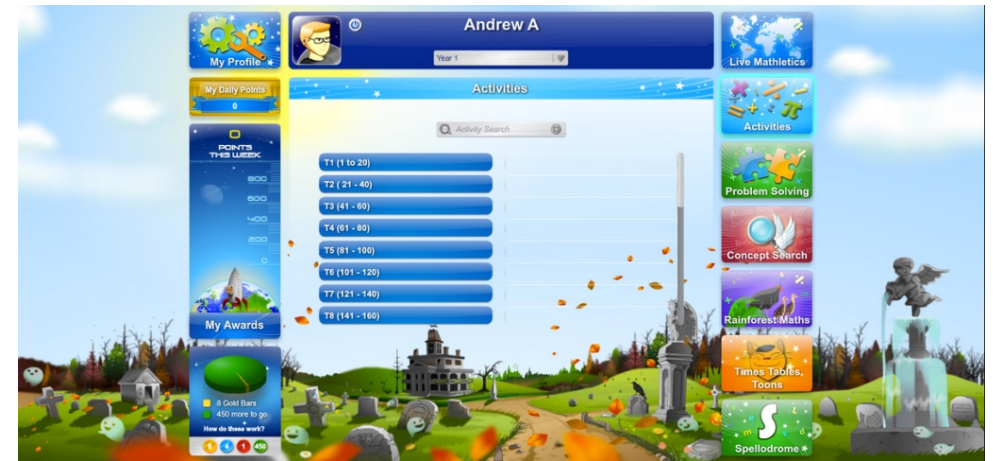 My Profile
Andrew A
Year 1
Live Mathletics
My Daily Points
0
Activities
Activities
POINTS
THIS WEEK
800
600
400
200
0
Activity Search
T1 (1 to 20)
T2 ( 21 - 40)
T3 (41 - 60)
T4 (61 - 80)
T5 (81 - 100)
T6 (101 - 120)
T7 (121 - 140)
T8 (141 - 160)
Problem Solving
Concept Search
Rainforest Maths
Times Tables,
Toons
Spellodrome
My Awards
8 Gold Bars
450 more to go
How do these work?
450